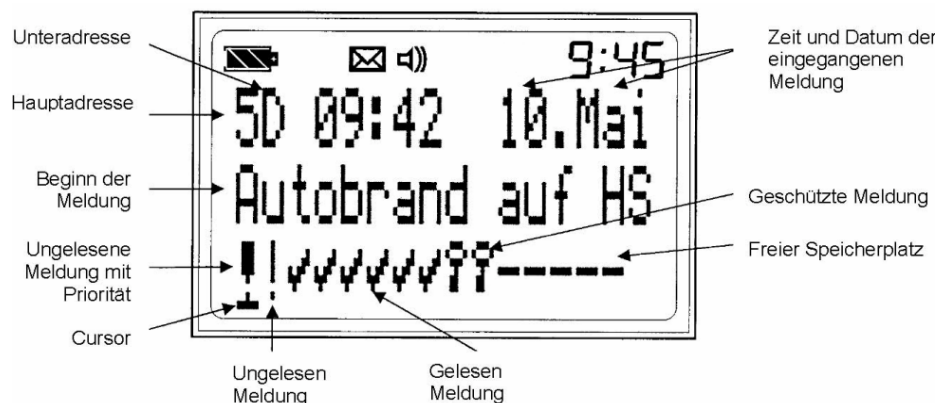 Unteradresse
Hauptadresse
Beginn der
Meldung
Ungelesene
Meldung mit
Priorität
Cursor
9:45
5D 09:42 10.Mai
Autobrand auf HS
Zeit und Datum der
eingegangenen
Meldung
Geschützte Meldung
Freier Speicherplatz
Ungelesen
Meldung
Gelesen
Meldung